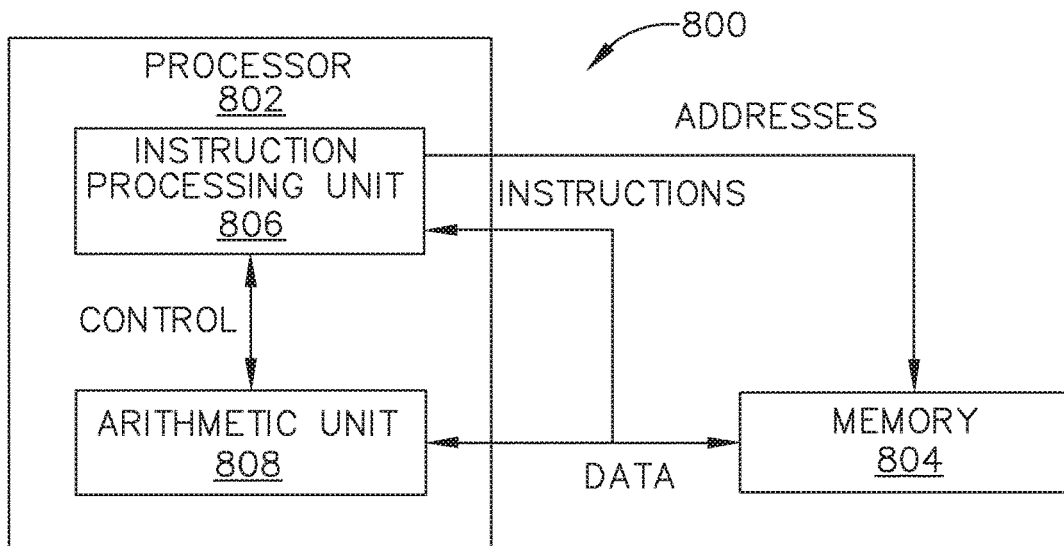 800
PROCESSOR
802
ADDRESSES
INSTRUCTION
PROCESSING UNIT
806
INSTRUCTIONS
CONTROL
ARITHMETIC UNIT
808
DATA
MEMORY
804